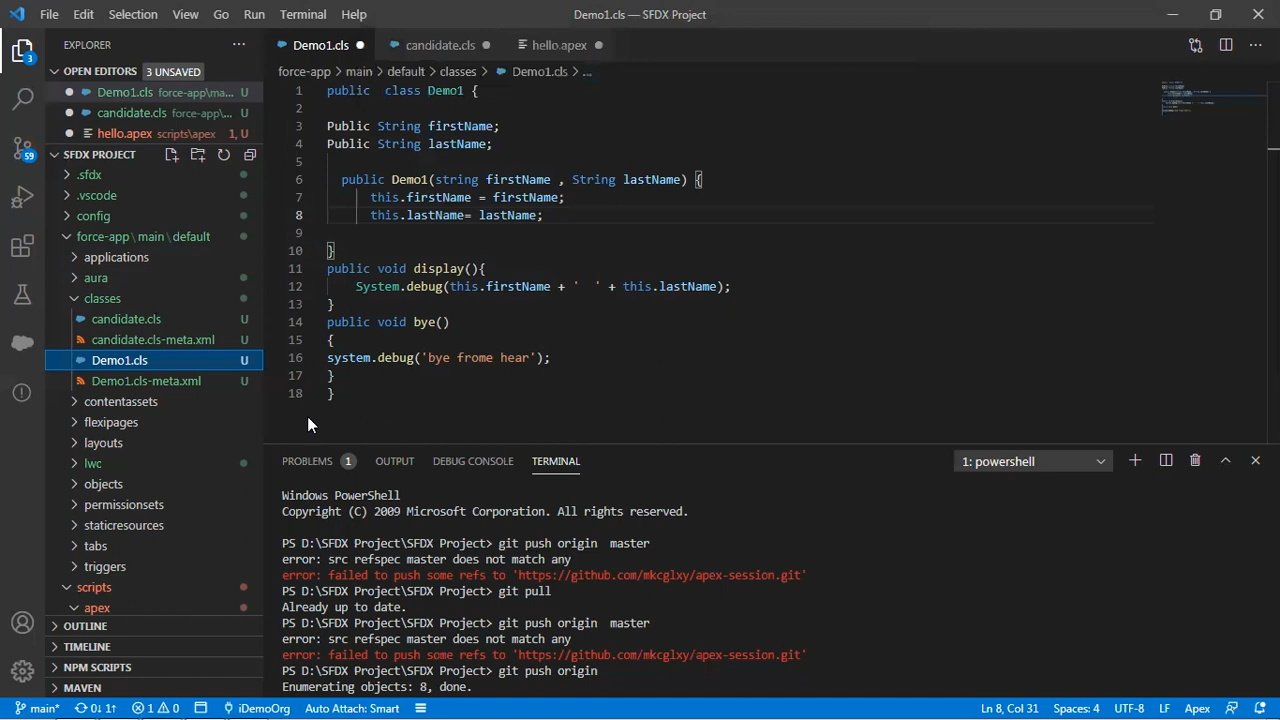 File Edit Selection View Go Run Terminal Help Demo1.cls — SFDX Project
EXPLORER
OPEN EDITORS 3 UNSAVED
Demo1.cls force-app\ma... U
candidate.cls force-app\... U
hello.apex scripts\apex 1, U
SFDX PROJECT
.sfdx
.vscode
config
force-app\main\default
applications
aura
classes
candidate.cls U
candidate.cls-meta.xml U
Demo1.cls U
Demo1.cls-meta.xml U
contentassets
flexipages
layouts
lwc
objects
permissionsets
staticresources
tabs
triggers
scripts
apex
OUTLINE
TIMELINE
NPM SCRIPTS
MAVEN
3
59
Demo1.cls candidate.cls hello.apex
force-app > main > default > classes > Demo1.cls > ...
1 public class Demo1 {
2
3 Public String firstName;
4 Public String lastName;
5
6 public Demo1(string firstName , String lastName) {
7 this.firstName = firstName;
8 this.lastName= lastName;
9
10 }
11 public void display(){
12 System.debug(this.firstName + '  ' + this.lastName);
13 }
14 public void bye()
15 {
16 system.debug('bye frome hear');
17 }
18 }
PROBLEMS 1 OUTPUT DEBUG CONSOLE TERMINAL 1: powershell
Windows PowerShell
Copyright (C) 2009 Microsoft Corporation. All rights reserved.
PS D:\SFDX Project\SFDX Project> git push origin  master
error: src refspec master does not match any
error: failed to push some refs to 'https://github.com/mkcglxy/apex-session.git'
PS D:\SFDX Project\SFDX Project> git pull
Already up to date.
PS D:\SFDX Project\SFDX Project> git push origin  master
error: src refspec master does not match any
error: failed to push some refs to 'https://github.com/mkcglxy/apex-session.git'
PS D:\SFDX Project\SFDX Project> git push origin
Enumerating objects: 8, done.
main* 0↓ 1↑ 1 0 iDemoOrg Auto Attach: Smart Ln 8, Col 31 Spaces: 4 UTF-8 LF Apex